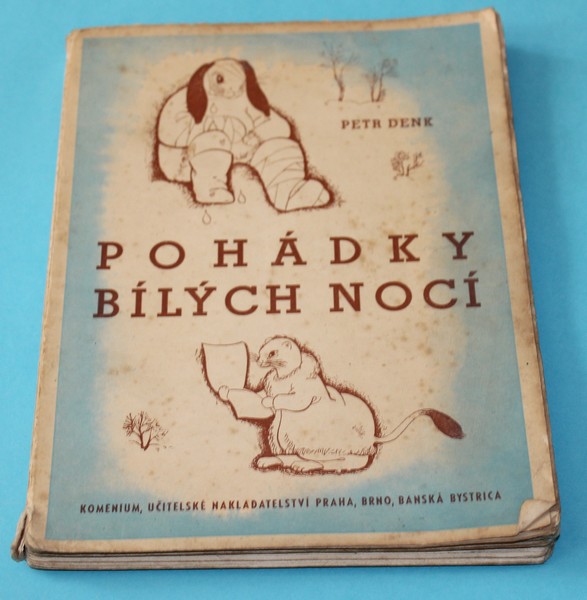 PETR DENK
POHÁDKY
BÍLÝCH NOCÍ
KOMENIUM, UČITELSKÉ NAKLADATELSTVÍ PRAHA, BRNO, BANSKÁ BYSTRICA